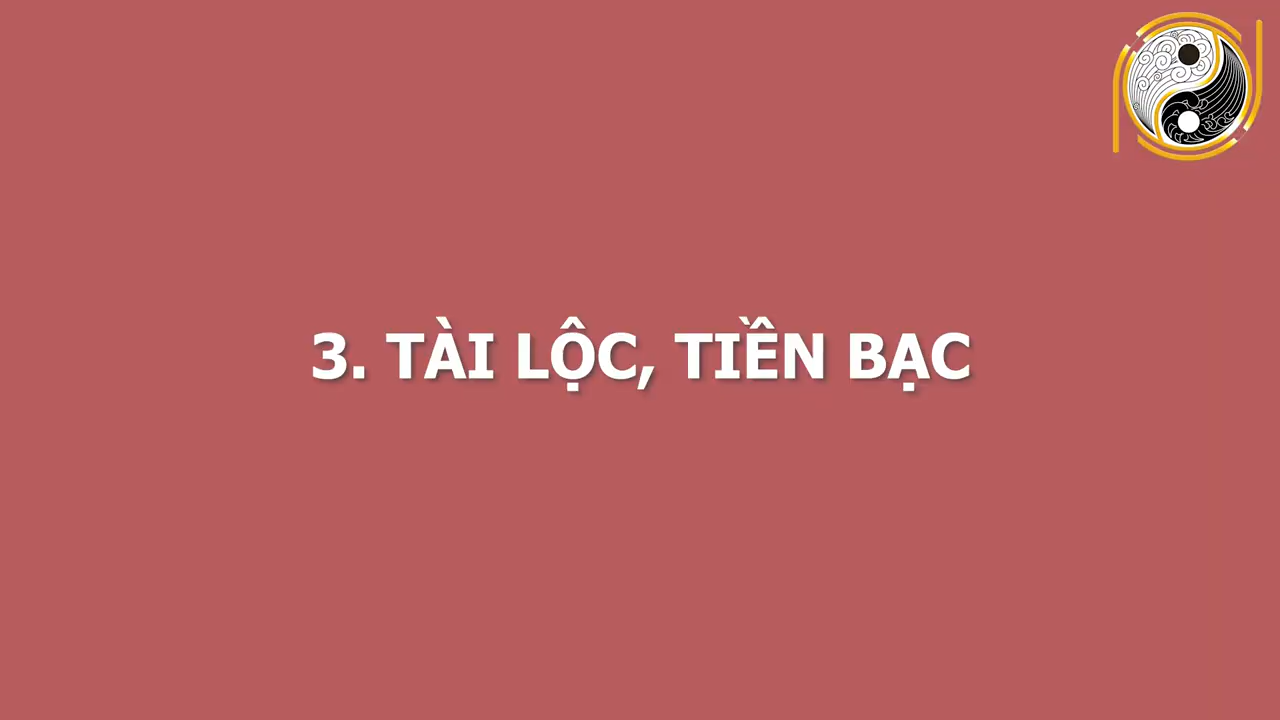 3. TÀI LỘC, TIỀN BẠC